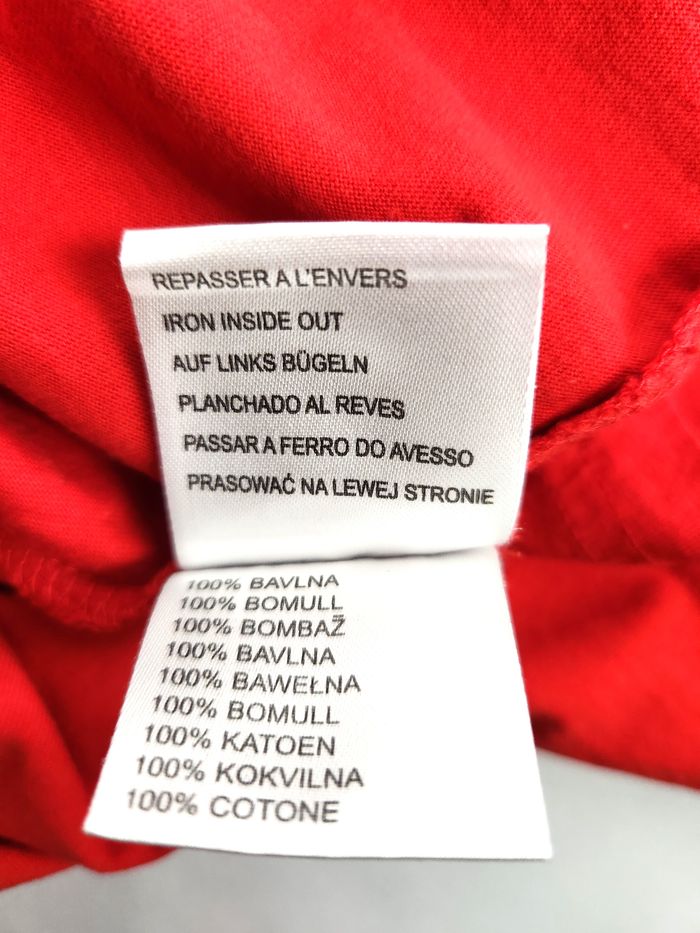 REPASSER A L'ENVERS
IRON INSIDE OUT
AUF LINKS BÜGELN
PLANCHADO AL REVES
PASSAR A FERRO DO AVESSO
PRASOWAĆ NA LEWEJ STRONIE
100% BAVLNA
100% BOMULL
100% BOMBAŽ
100% BAVLNA
100% BAWEŁNA
100% BOMULL
100% KATOEN
100% KOKVILNA
100% COTONE